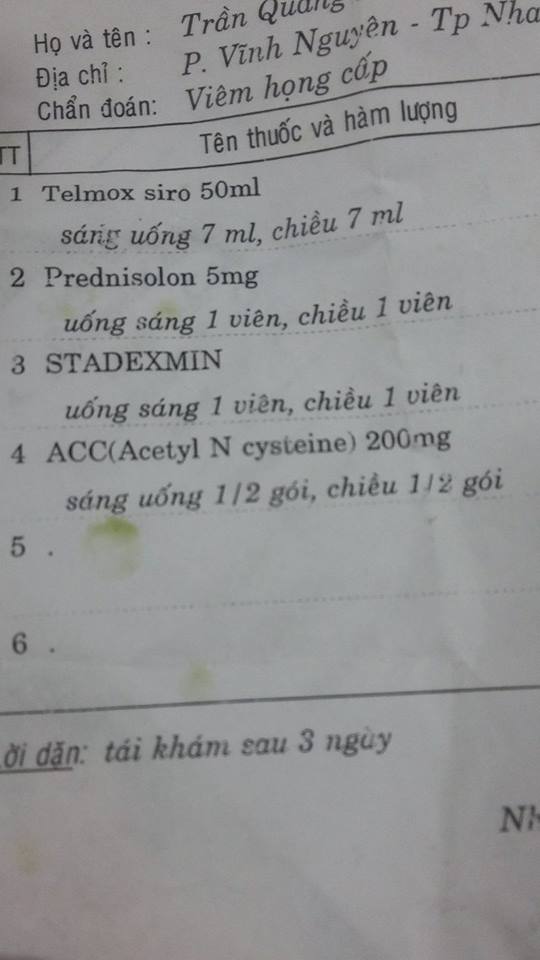 Họ và tên : Trần Quang
Địa chỉ : P. Vĩnh Nguyên - Tp Nha
Chẩn đoán: Viêm họng cấp
TT Tên thuốc và hàm lượng
1 Telmox siro 50ml
sáng uống 7 ml, chiều 7 ml
2 Prednisolon 5mg
uống sáng 1 viên, chiều 1 viên
3 STADEXMIN
uống sáng 1 viên, chiều 1 viên
4 ACC(Acetyl N cysteine) 200mg
sáng uống 1/2 gói, chiều 1/2 gói
5 .
6 .
ời dặn: tái khám sau 3 ngày
Nh